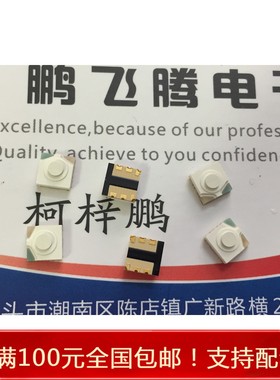 鹏飞腾电子
Excellence,because of our profess
Quality, achieve to you confidence
柯梓鹏
头市潮南区陈店镇广新路横2
满100元全国包邮！支持配